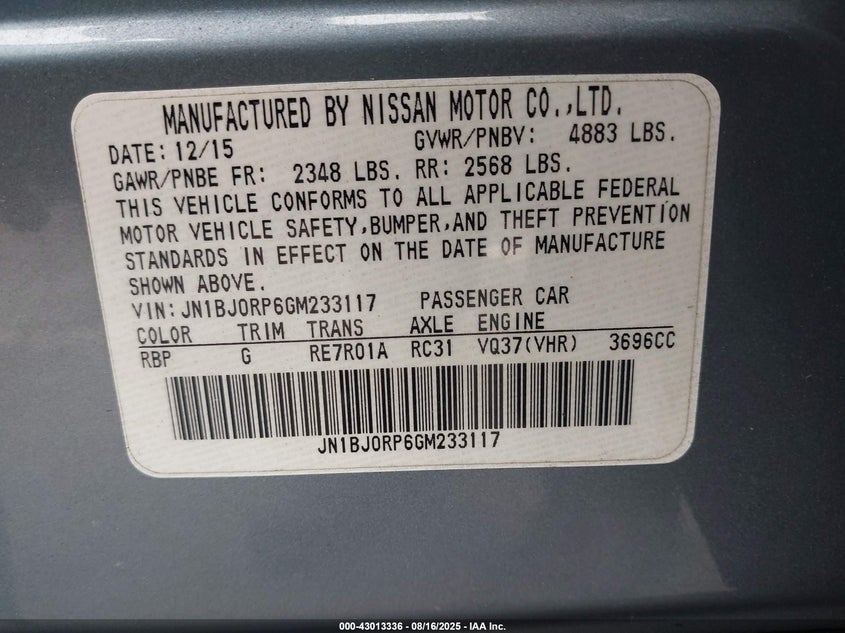 MANUFACTURED BY NISSAN MOTOR CO.,LTD.
DATE: 12/15 GVWR/PNBV: 4883 LBS.
GAWR/PNBE FR: 2348 LBS. RR: 2568 LBS.
THIS VEHICLE CONFORMS TO ALL APPLICABLE FEDERAL
MOTOR VEHICLE SAFETY,BUMPER,AND THEFT PREVENTION
STANDARDS IN EFFECT ON THE DATE OF MANUFACTURE
SHOWN ABOVE.
VIN:JN1BJ0RP6GM233117 PASSENGER CAR
COLOR TRIM TRANS AXLE ENGINE
RBP G RE7R01A RC31 VQ37(VHR) 3696CC
JN1BJ0RP6GM233117
000-43013336 - 08/16/2025 - IAA Inc.